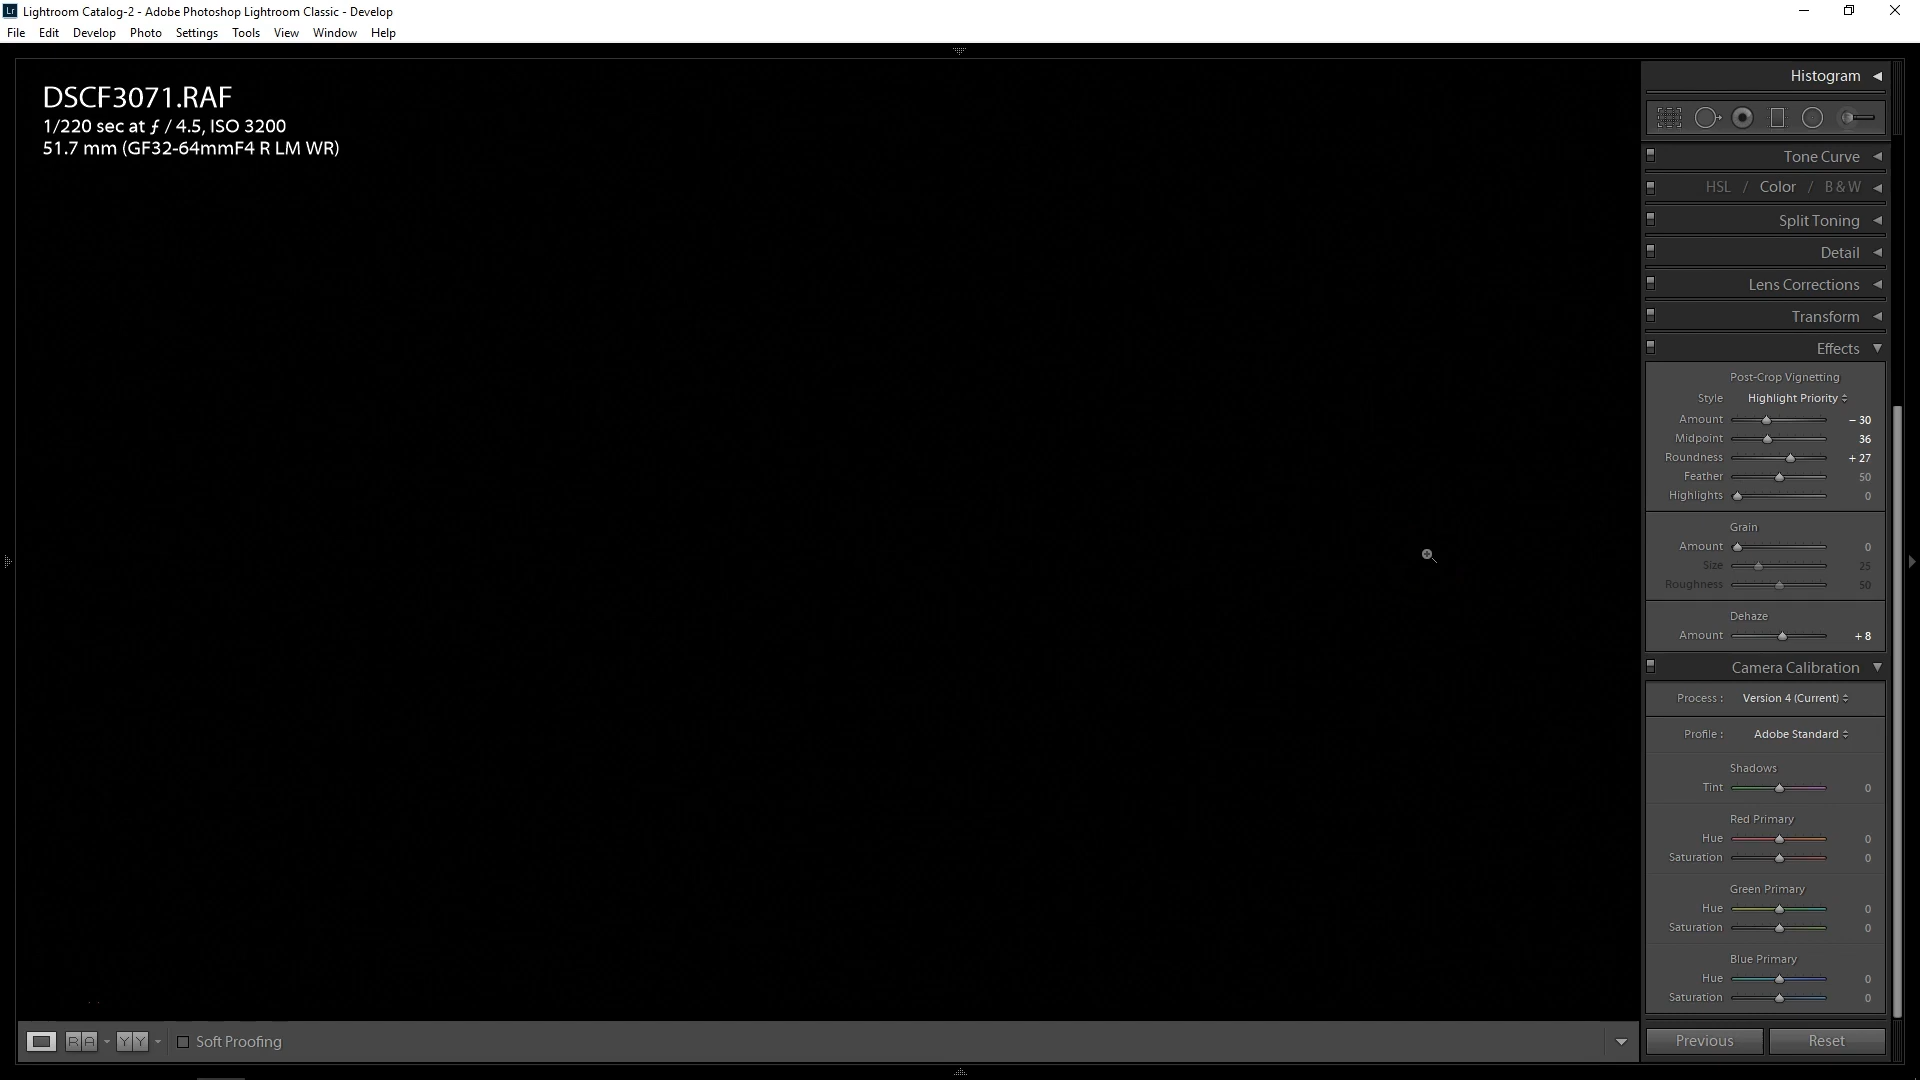 Lightroom Catalog-2 - Adobe Photoshop Lightroom Classic - Develop
File Edit Develop Photo Settings Tools View Window Help
DSCF3071.RAF
1/220 sec at ƒ / 4.5, ISO 3200
51.7 mm (GF32-64mmF4 R LM WR)
Histogram
Tone Curve
HSL / Color / B & W
Split Toning
Detail
Lens Corrections
Transform
Effects
Post-Crop Vignetting
Style Highlight Priority
Amount - 30
Midpoint 36
Roundness + 27
Feather 50
Highlights 0
Grain
Amount 0
Size 25
Roughness 50
Dehaze
Amount + 8
Camera Calibration
Process : Version 4 (Current)
Profile : Adobe Standard
Shadows
Tint 0
Red Primary
Hue 0
Saturation 0
Green Primary
Hue 0
Saturation 0
Blue Primary
Hue 0
Saturation 0
R A Y Y Soft Proofing
Previous Reset